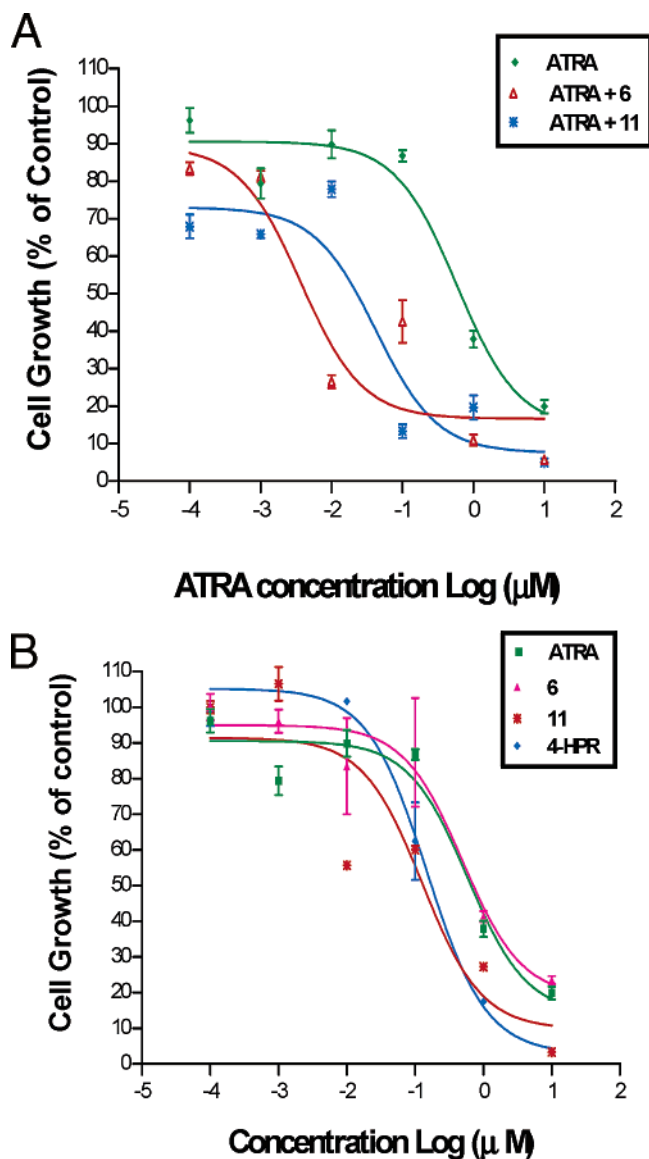 A
ATRA
ATRA + 6
ATRA + 11
Cell Growth (% of Control)
110
100
90
80
70
60
50
40
30
20
10
0
-5 -4 -3 -2 -1 0 1 2
ATRA concentration Log (μM)
B
ATRA
6
11
4-HPR
Cell Growth (% of control)
110
100
90
80
70
60
50
40
30
20
10
0
-5 -4 -3 -2 -1 0 1 2
Concentration Log (μ M)